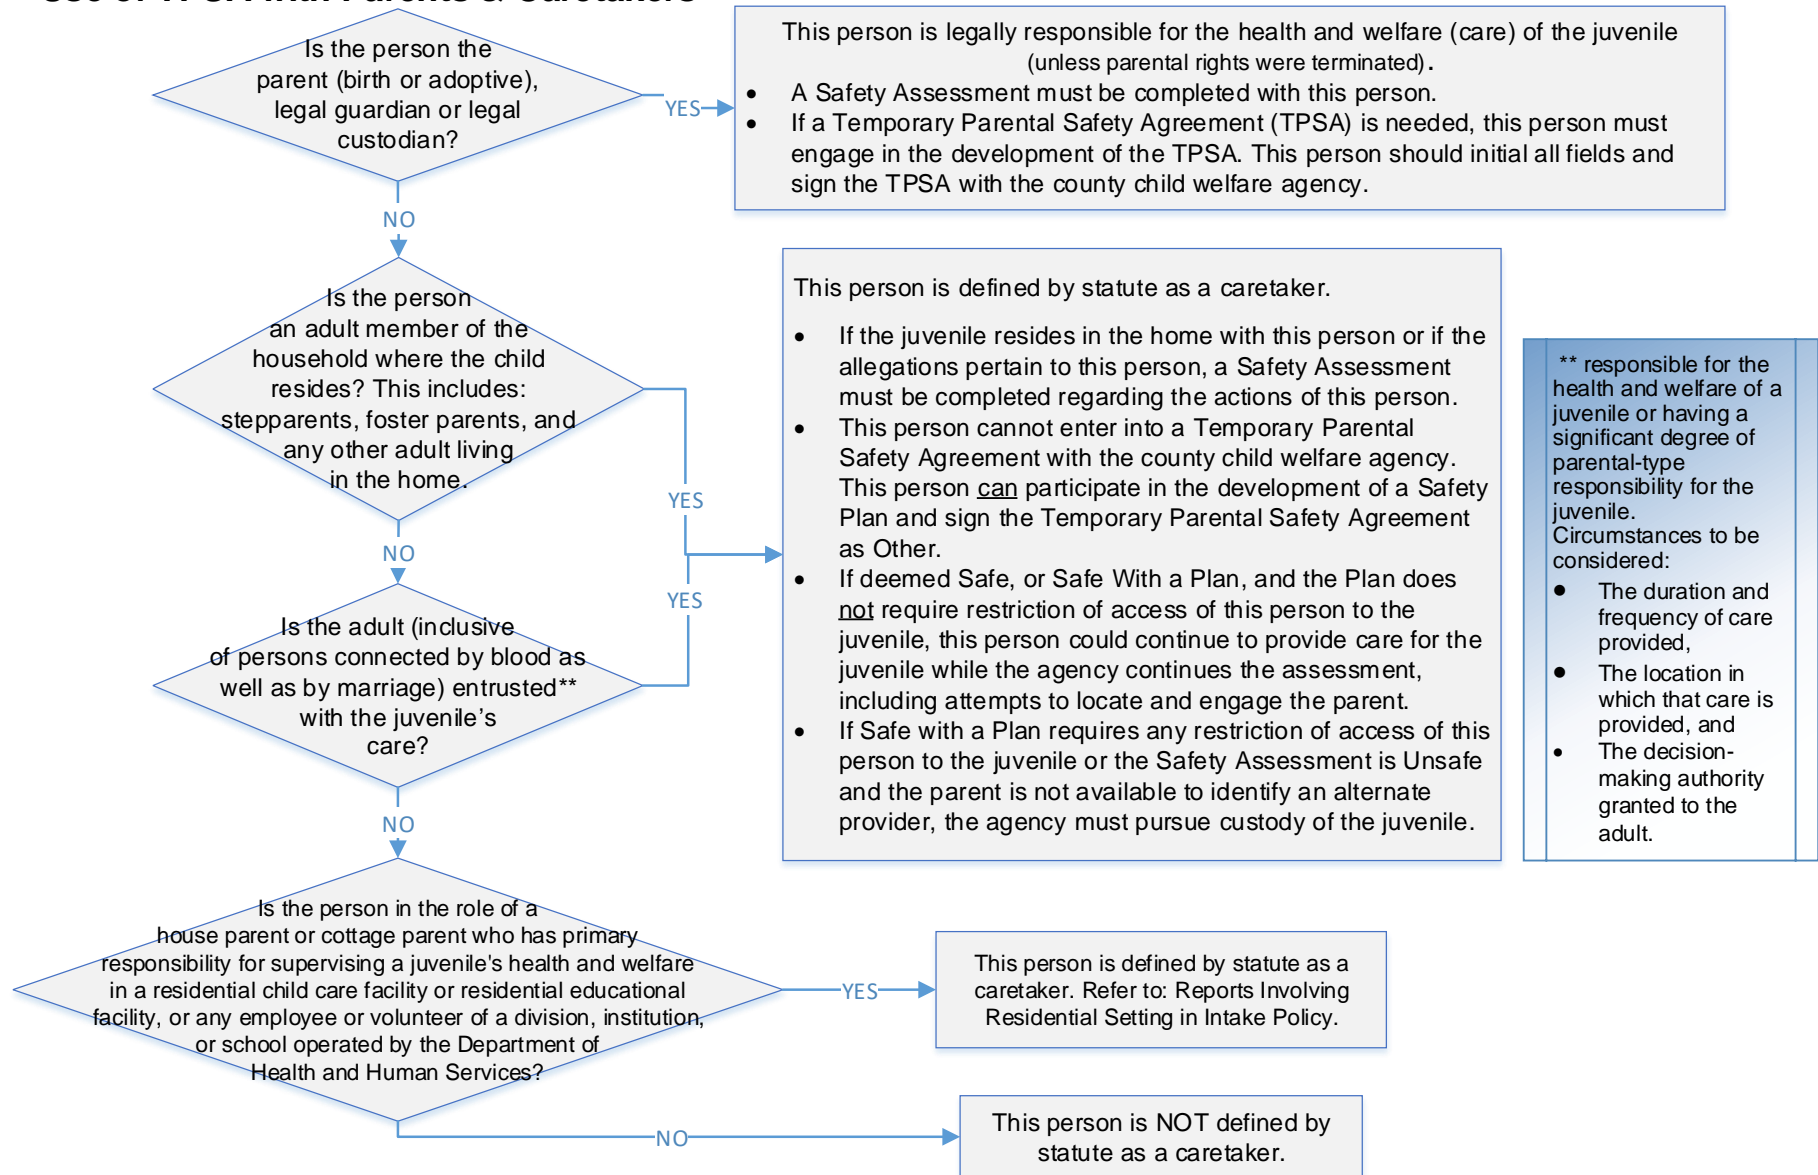 Is the person the
parent (birth or adoptive),
legal guardian or legal
custodian?
YES
This person is legally responsible for the health and welfare (care) of the juvenile
(unless parental rights were terminated).
• A Safety Assessment must be completed with this person.
• If a Temporary Parental Safety Agreement (TPSA) is needed, this person must
engage in the development of the TPSA. This person should initial all fields and
sign the TPSA with the county child welfare agency.
NO
Is the person
an adult member of the
household where the child
resides? This includes:
stepparents, foster parents, and
any other adult living
in the home.
YES
NO
Is the adult (inclusive
of persons connected by blood as
well as by marriage) entrusted**
with the juvenile's
care?
YES
This person is defined by statute as a caretaker.
• If the juvenile resides in the home with this person or if the
allegations pertain to this person, a Safety Assessment
must be completed regarding the actions of this person.
• This person cannot enter into a Temporary Parental
Safety Agreement with the county child welfare agency.
This person can participate in the development of a Safety
Plan and sign the Temporary Parental Safety Agreement
as Other.
• If deemed Safe, or Safe With a Plan, and the Plan does
not require restriction of access of this person to the
juvenile, this person could continue to provide care for the
juvenile while the agency continues the assessment,
including attempts to locate and engage the parent.
• If Safe with a Plan requires any restriction of access of this
person to the juvenile or the Safety Assessment is Unsafe
and the parent is not available to identify an alternate
provider, the agency must pursue custody of the juvenile.
** responsible for the
health and welfare of a
juvenile or having a
significant degree of
parental-type
responsibility for the
juvenile.
Circumstances to be
considered:
• The duration and
frequency of care
provided,
• The location in
which that care is
provided, and
• The decision-
making authority
granted to the
adult.
NO
Is the person in the role of a
house parent or cottage parent who has primary
responsibility for supervising a juvenile's health and welfare
in a residential child care facility or residential educational
facility, or any employee or volunteer of a division, institution,
or school operated by the Department of
Health and Human Services?
YES
This person is defined by statute as a
caretaker. Refer to: Reports Involving
Residential Setting in Intake Policy.
NO
This person is NOT defined by
statute as a caretaker.